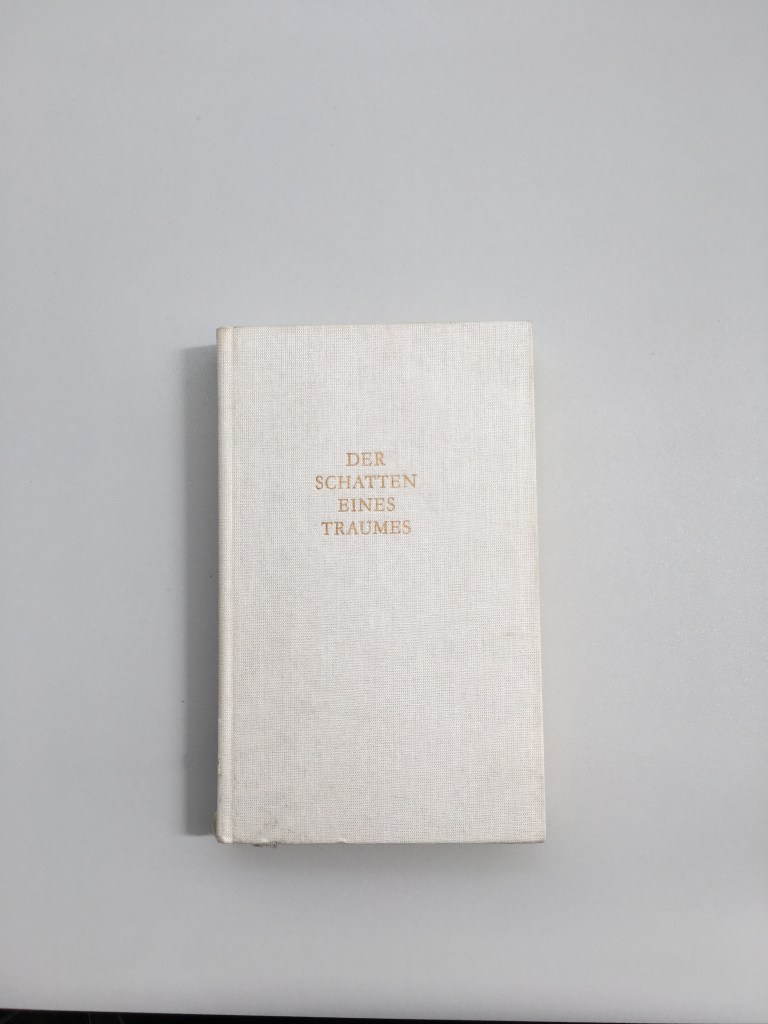 DER
SCHATTEN
EINES
TRAUMES